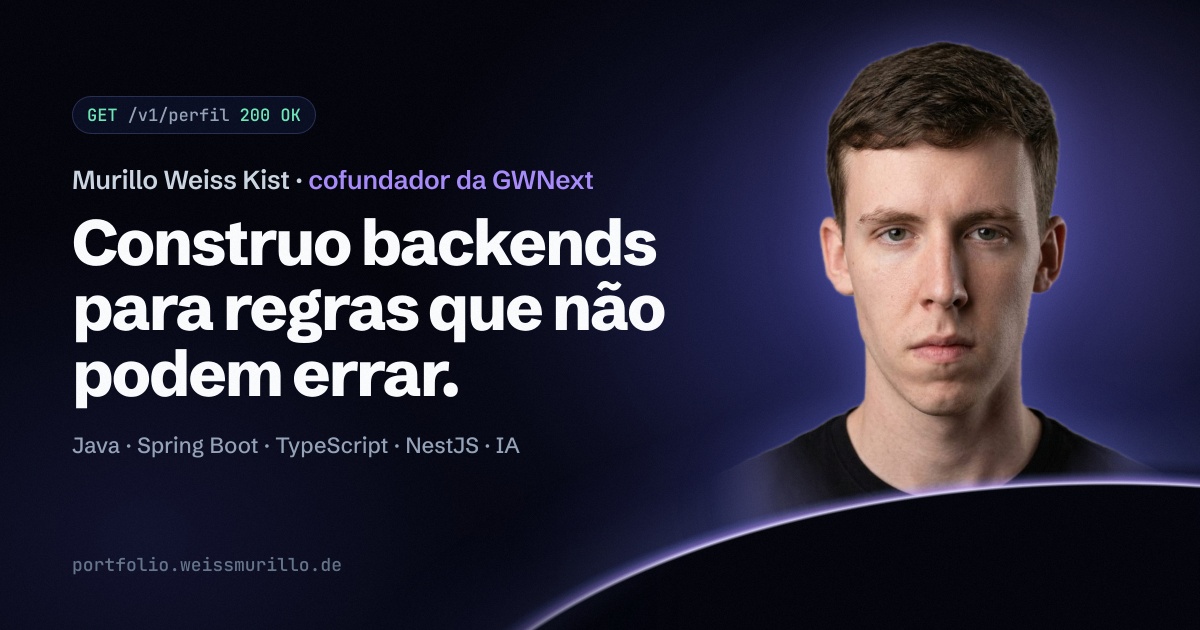 GET /v1/perfil 200 OK
Murillo Weiss Kist · cofundador da GWNext
Construo backends
para regras que não
podem errar.
Java · Spring Boot · TypeScript · NestJS · IA
portfolio.weissmurillo.de